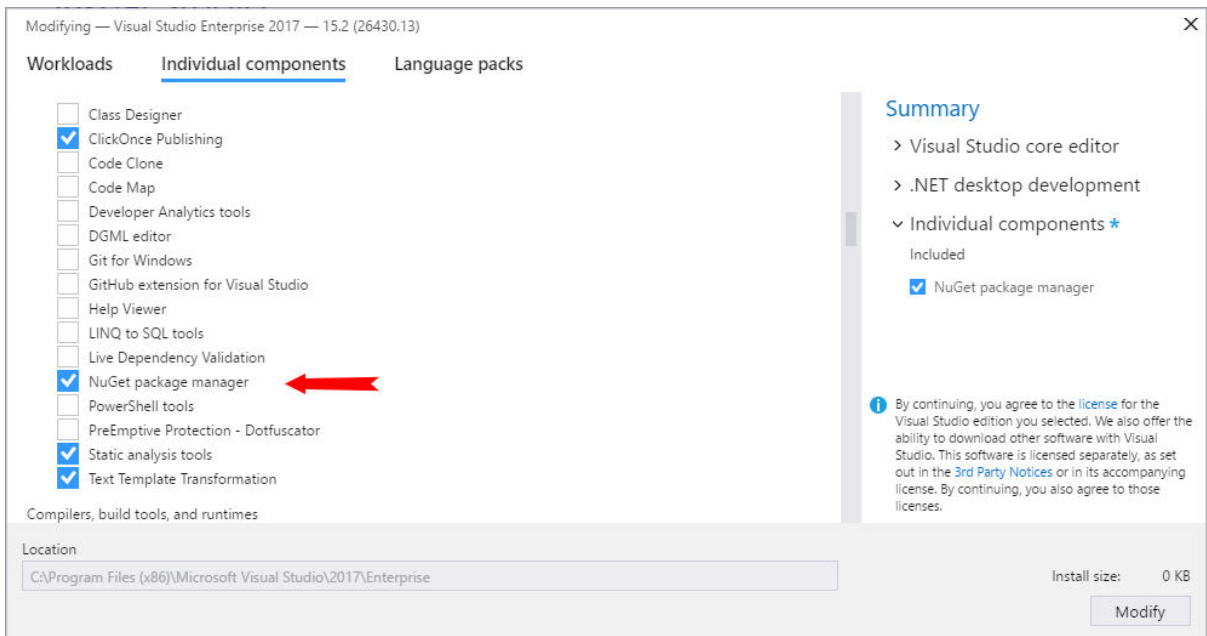 Modifying — Visual Studio Enterprise 2017 — 15.2 (26430.13)
Workloads
Individual components
Language packs
Class Designer
ClickOnce Publishing
Code Clone
Code Map
Developer Analytics tools
DGML editor
Git for Windows
GitHub extension for Visual Studio
Help Viewer
LINQ to SQL tools
Live Dependency Validation
NuGet package manager
PowerShell tools
PreEmptive Protection - Dotfuscator
Static analysis tools
Text Template Transformation
Compilers, build tools, and runtimes
Summary
Visual Studio core editor
.NET desktop development
Individual components *
Included
NuGet package manager
By continuing, you agree to the license for the
Visual Studio edition you selected. We also offer the
ability to download other software with Visual
Studio. This software is licensed separately, as set
out in the 3rd Party Notices or in its accompanying
license. By continuing, you also agree to those
licenses.
Location
C:\Program Files (x86)\Microsoft Visual Studio\2017\Enterprise
Install size: 0 KB
Modify